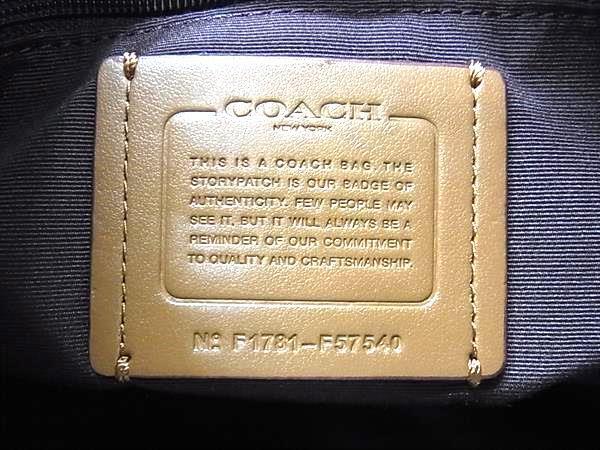 COACH
NEW YORK
THIS IS A COACH BAG. THE
STORYPATCH IS OUR BADGE OF
AUTHENTICITY. FEW PEOPLE MAY
SEE IT, BUT IT WILL ALWAYS BE A
REMINDER OF OUR COMMITMENT
TO QUALITY AND CRAFTSMANSHIP.
Nº F1781-F57540